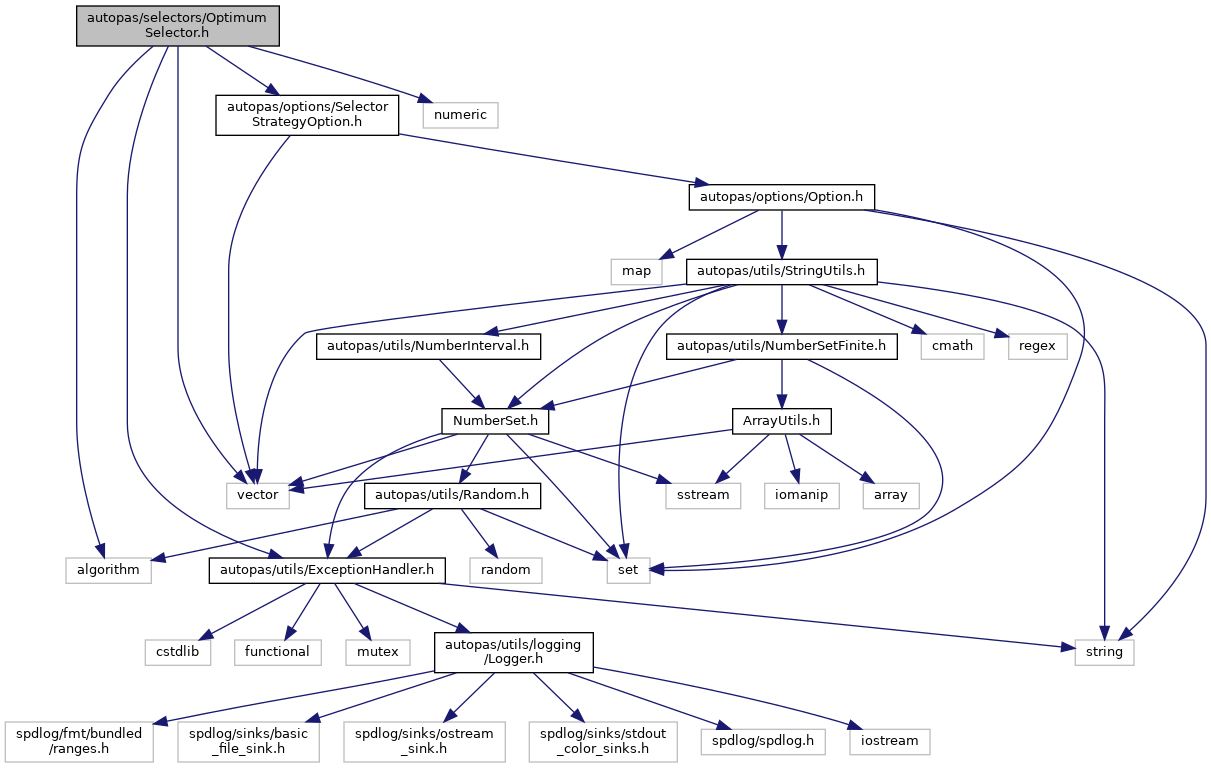 autopas/selectors/Optimum
Selector.h
autopas/options/Selector
StrategyOption.h
numeric
autopas/options/Option.h
map
autopas/utils/StringUtils.h
autopas/utils/NumberInterval.h
autopas/utils/NumberSetFinite.h
cmath
regex
NumberSet.h
ArrayUtils.h
vector
autopas/utils/Random.h
sstream
iomanip
array
algorithm
autopas/utils/ExceptionHandler.h
random
set
cstdlib
functional
mutex
autopas/utils/logging
/Logger.h
string
spdlog/fmt/bundled
/ranges.h
spdlog/sinks/basic
_file_sink.h
spdlog/sinks/ostream
_sink.h
spdlog/sinks/stdout
_color_sinks.h
spdlog/spdlog.h
iostream